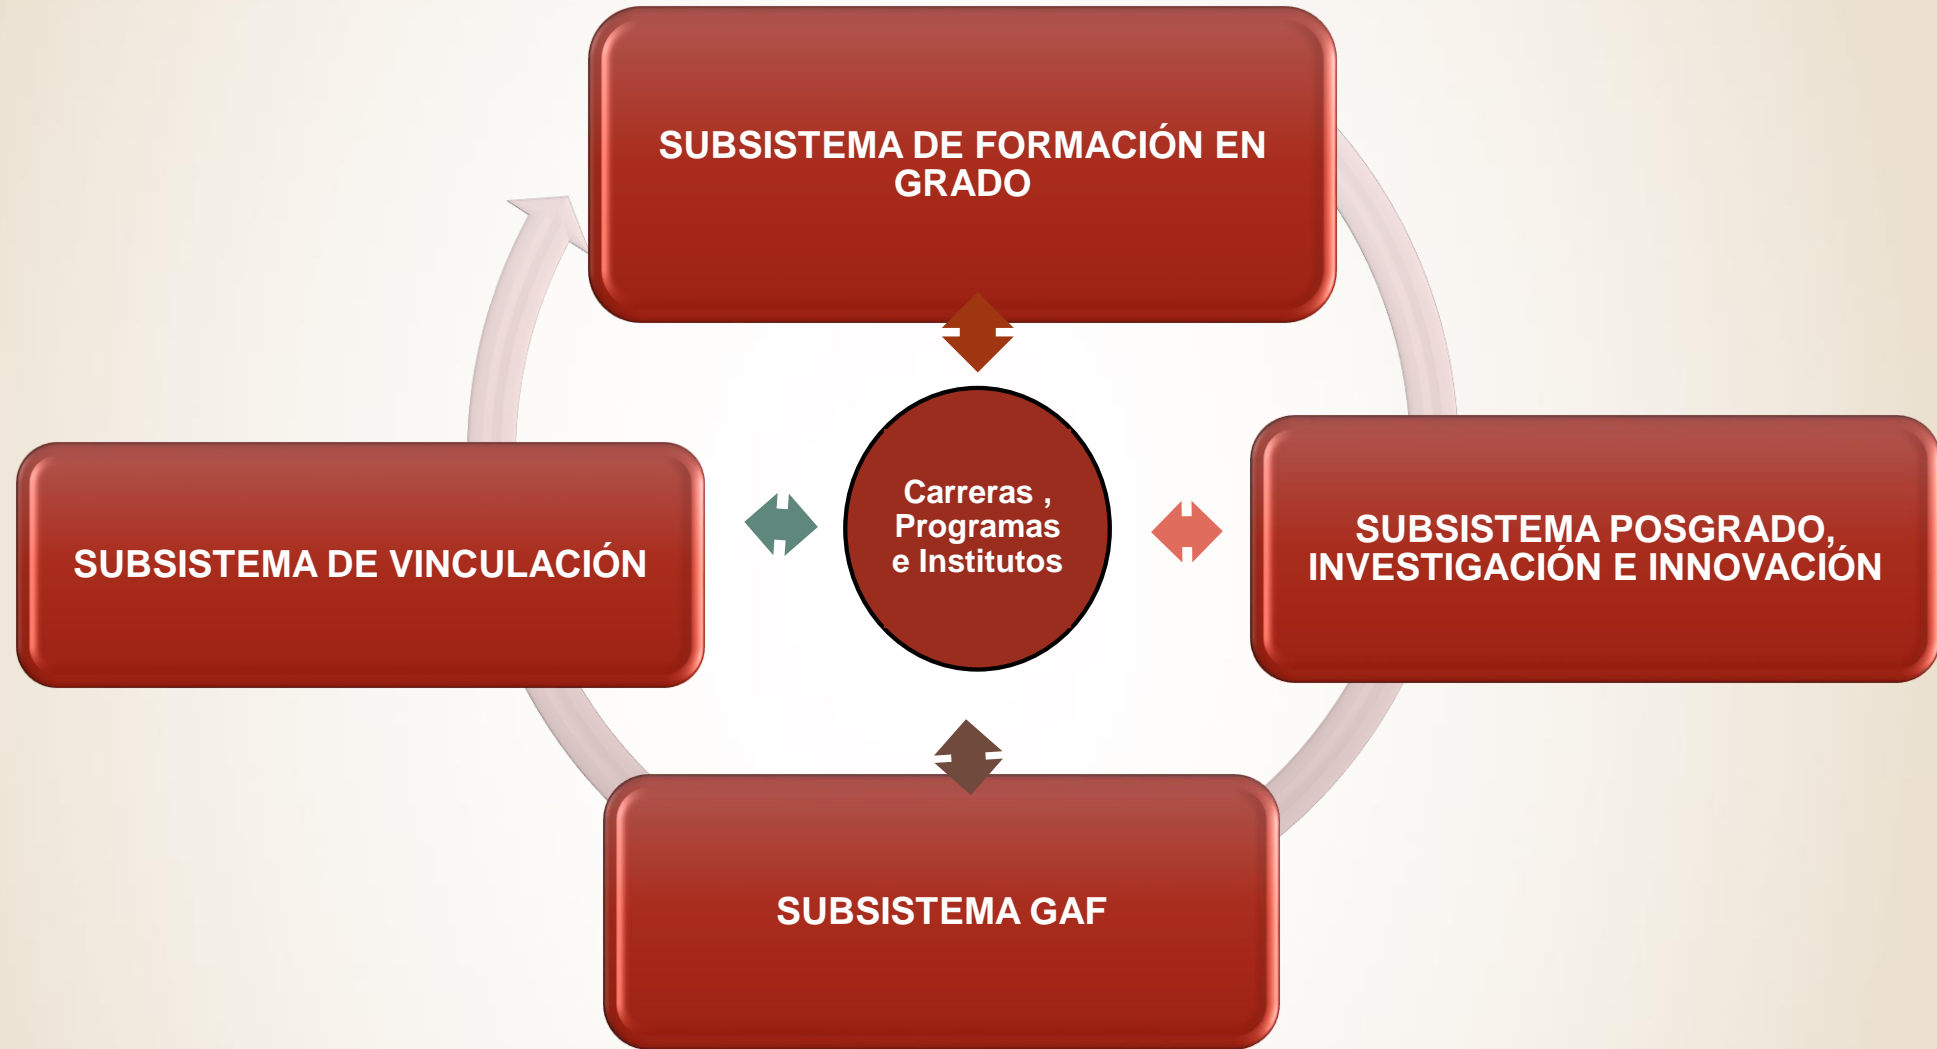 SUBSISTEMA DE FORMACIÓN EN
GRADO
Carreras ,
Programas
e Institutos
SUBSISTEMA DE VINCULACIÓN
SUBSISTEMA POSGRADO,
INVESTIGACIÓN E INNOVACIÓN
SUBSISTEMA GAF